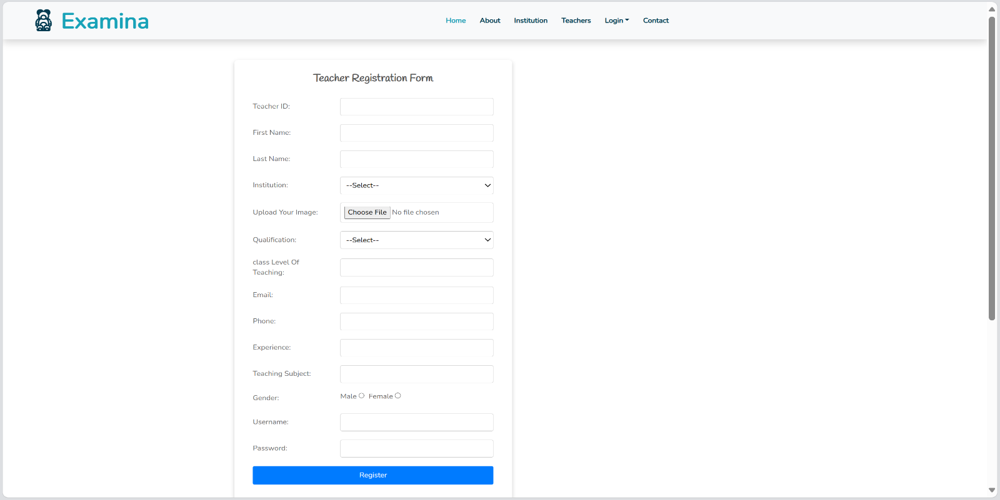 Examina
Home About Institution Teachers Login Contact
Teacher Registration Form
Teacher ID:
First Name:
Last Name:
Institution: --Select--
Upload Your Image: Choose File No file chosen
Qualification: --Select--
class Level Of
Teaching:
Email:
Phone:
Experience:
Teaching Subject:
Gender: Male Female
Username:
Password:
Register